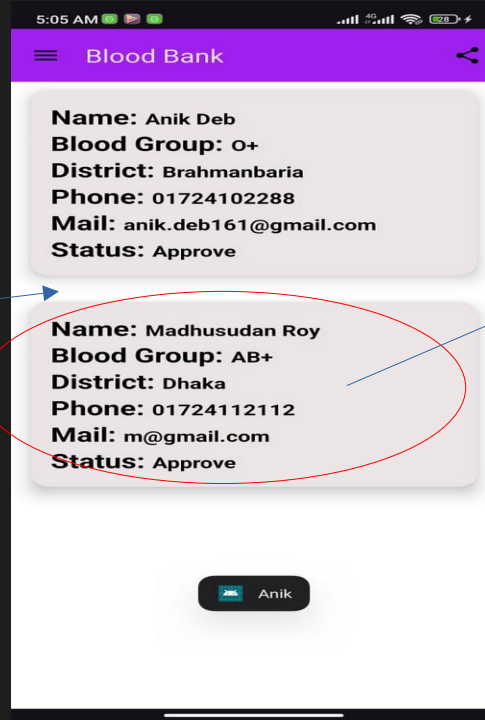 5:05 AM 4G 28
Blood Bank
Name: Anik Deb
Blood Group: O+
District: Brahmanbaria
Phone: 01724102288
Mail: anik.deb161@gmail.com
Status: Approve
Name: Madhusudan Roy
Blood Group: AB+
District: Dhaka
Phone: 01724112112
Mail: m@gmail.com
Status: Approve
Anik